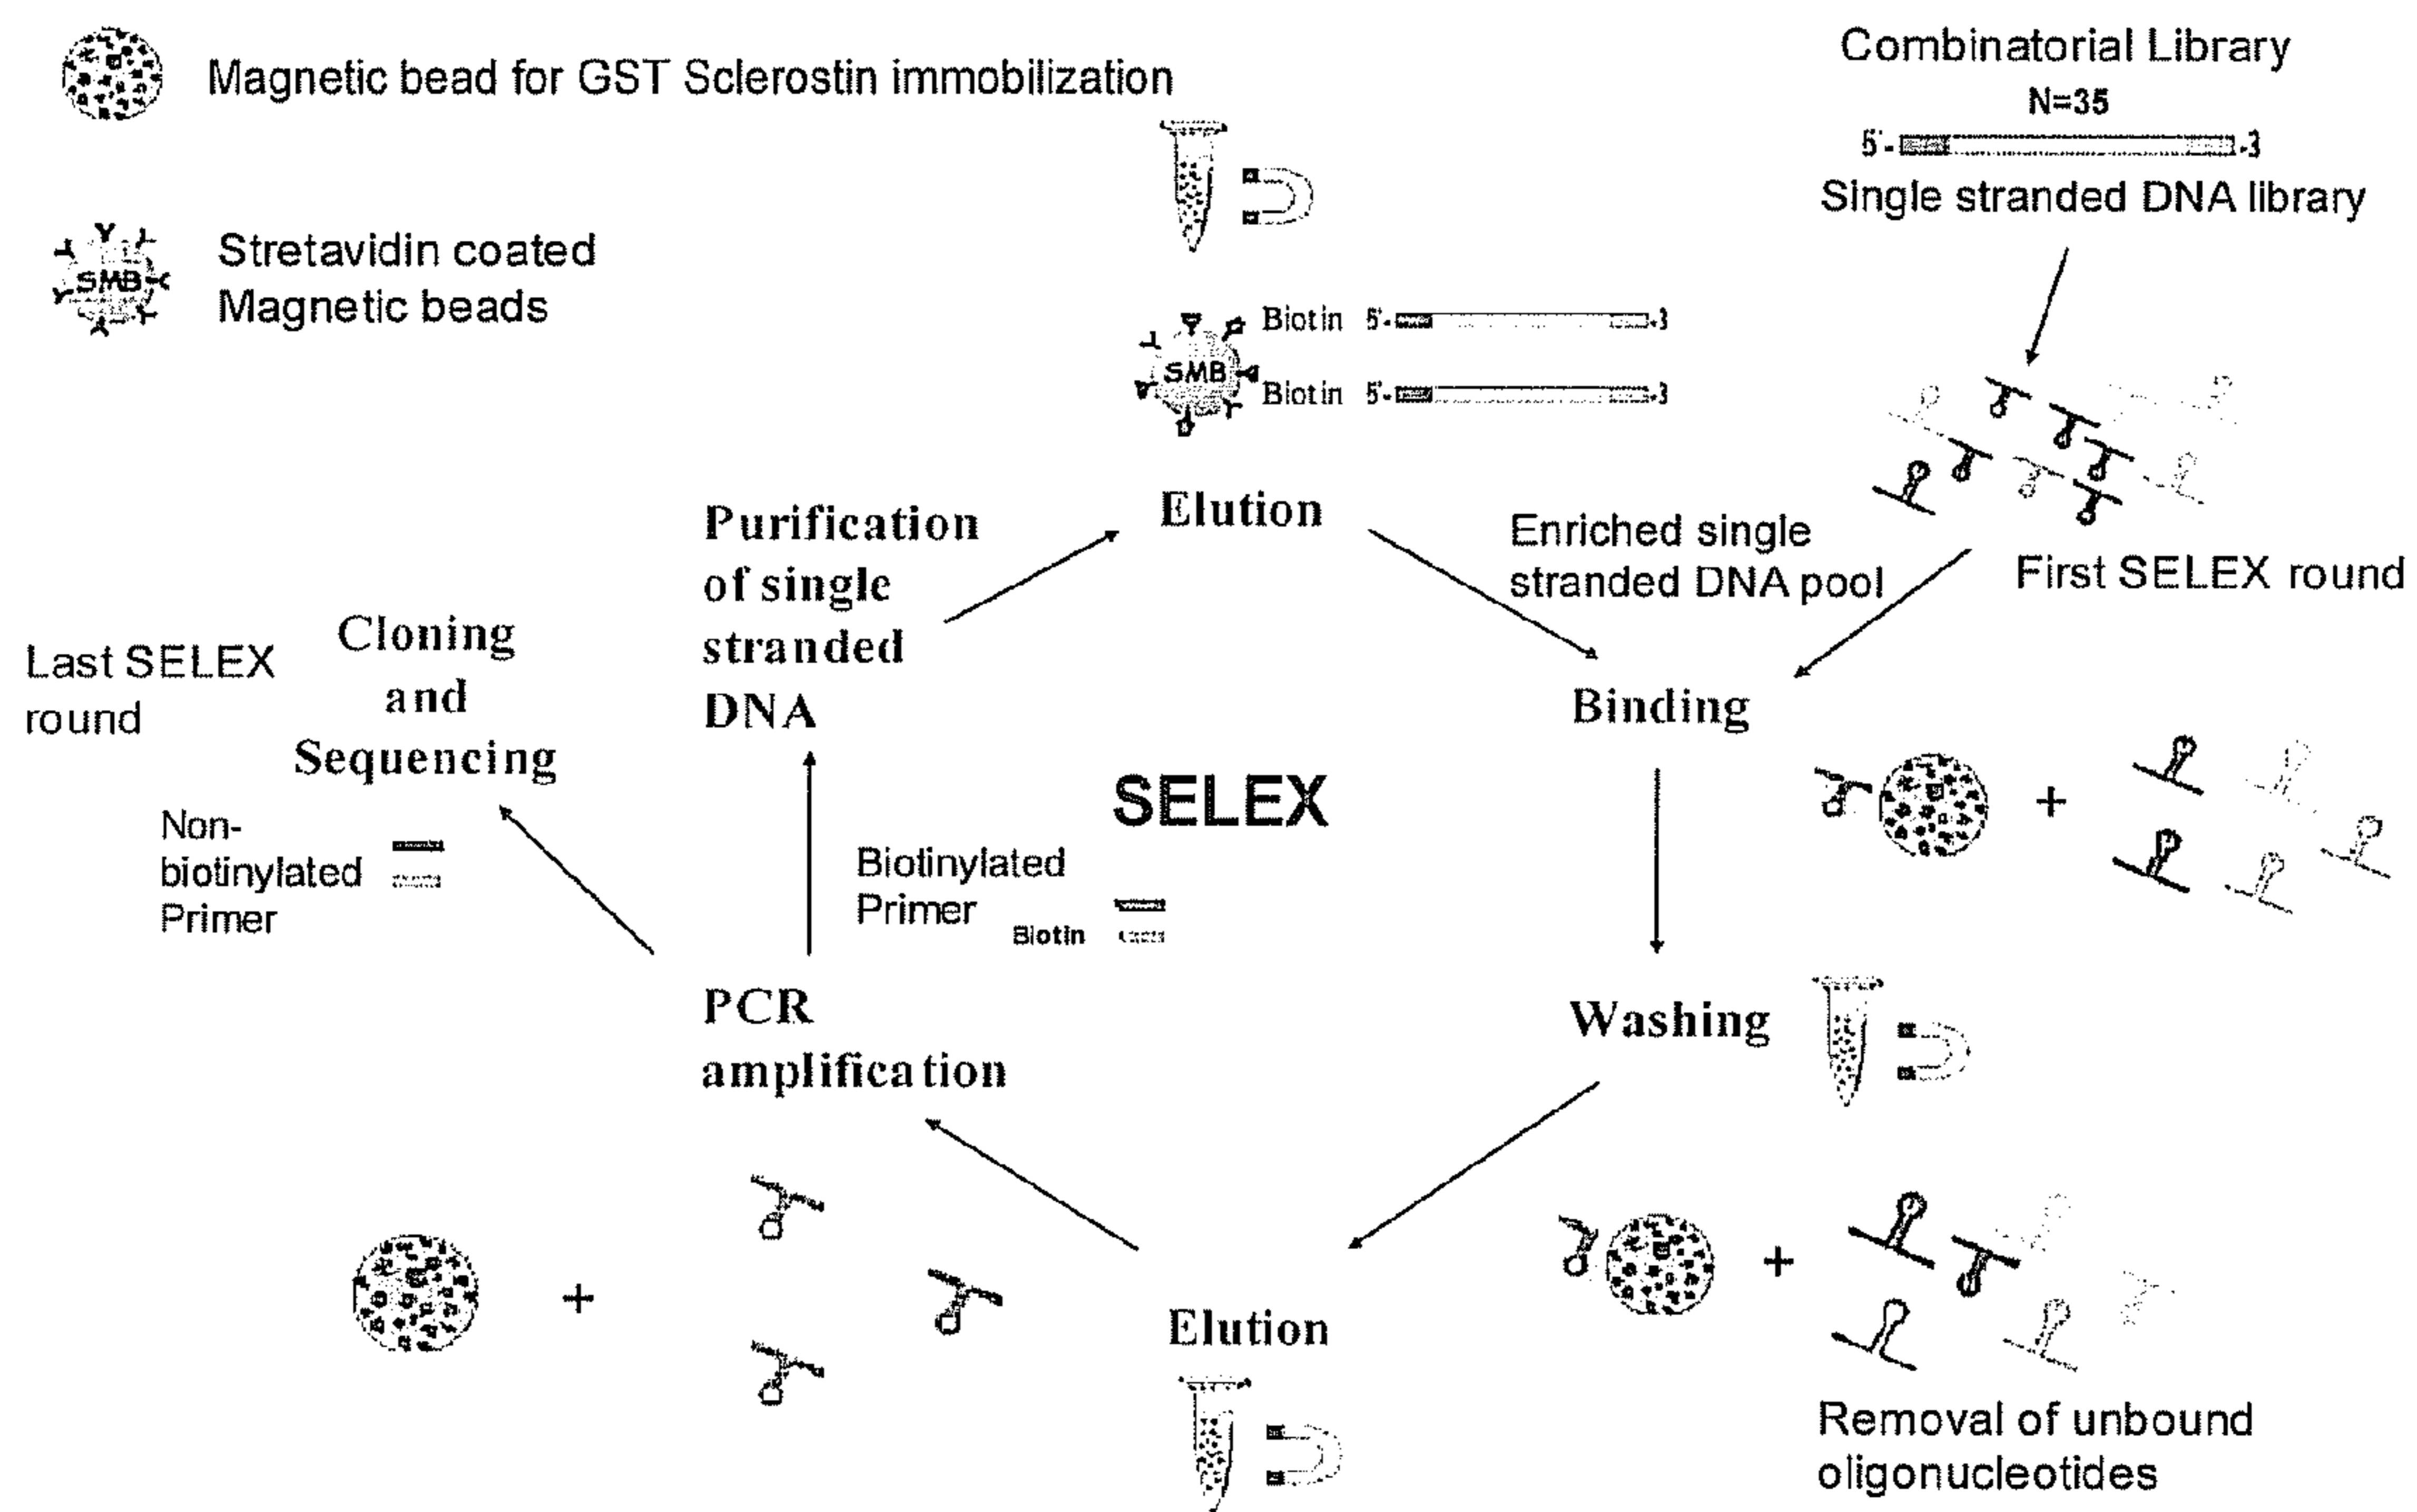 Magnetic bead for GST Sclerostin immobilization
Combinatorial Library
N=35
5'- -3
Single stranded DNA library
SMB
Stretavidin coated
Magnetic beads
SMB
Biotin 5'- -3
Biotin 5'- -3
Purification
of single
stranded
DNA
Elution
Enriched single
stranded DNA pool
First SELEX round
Last SELEX
round
Cloning
and
Sequencing
Binding
SELEX
Non-
biotinylated
Primer
Biotinylated
Primer
Biotin
+
PCR
amplification
Washing
+
+
Elution
Removal of unbound
oligonucleotides